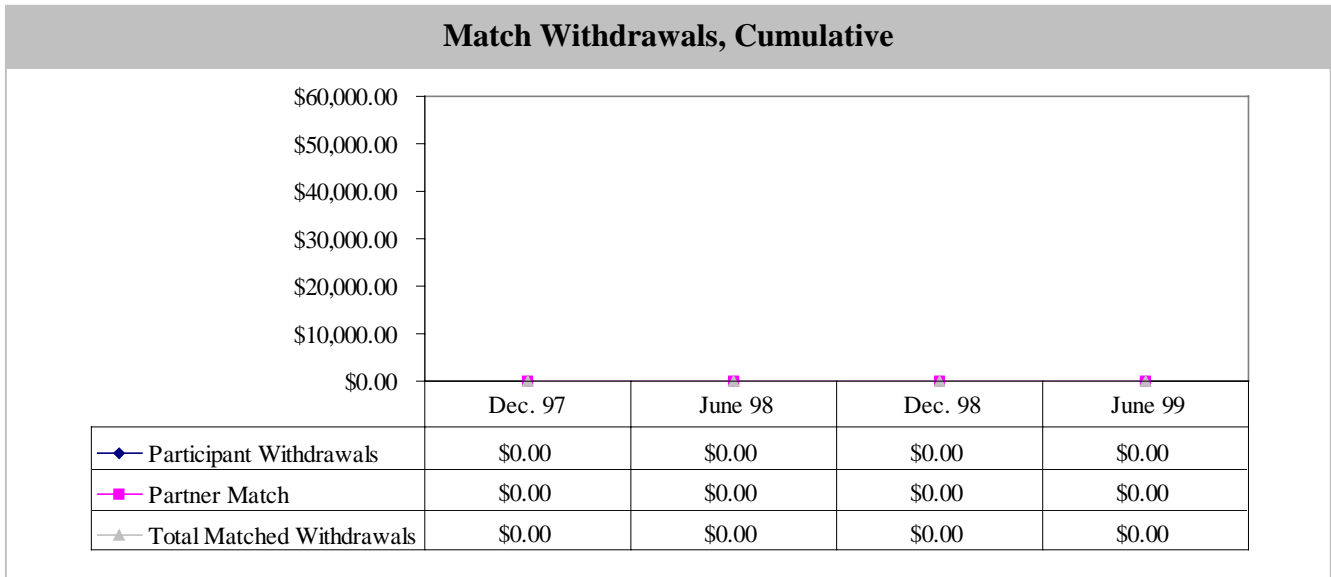 Match Withdrawals, Cumulative
$60,000.00
$50,000.00
$40,000.00
$30,000.00
$20,000.00
$10,000.00
$0.00
Dec. 97 June 98 Dec. 98 June 99
Participant Withdrawals $0.00 $0.00 $0.00 $0.00
Partner Match $0.00 $0.00 $0.00 $0.00
Total Matched Withdrawals $0.00 $0.00 $0.00 $0.00